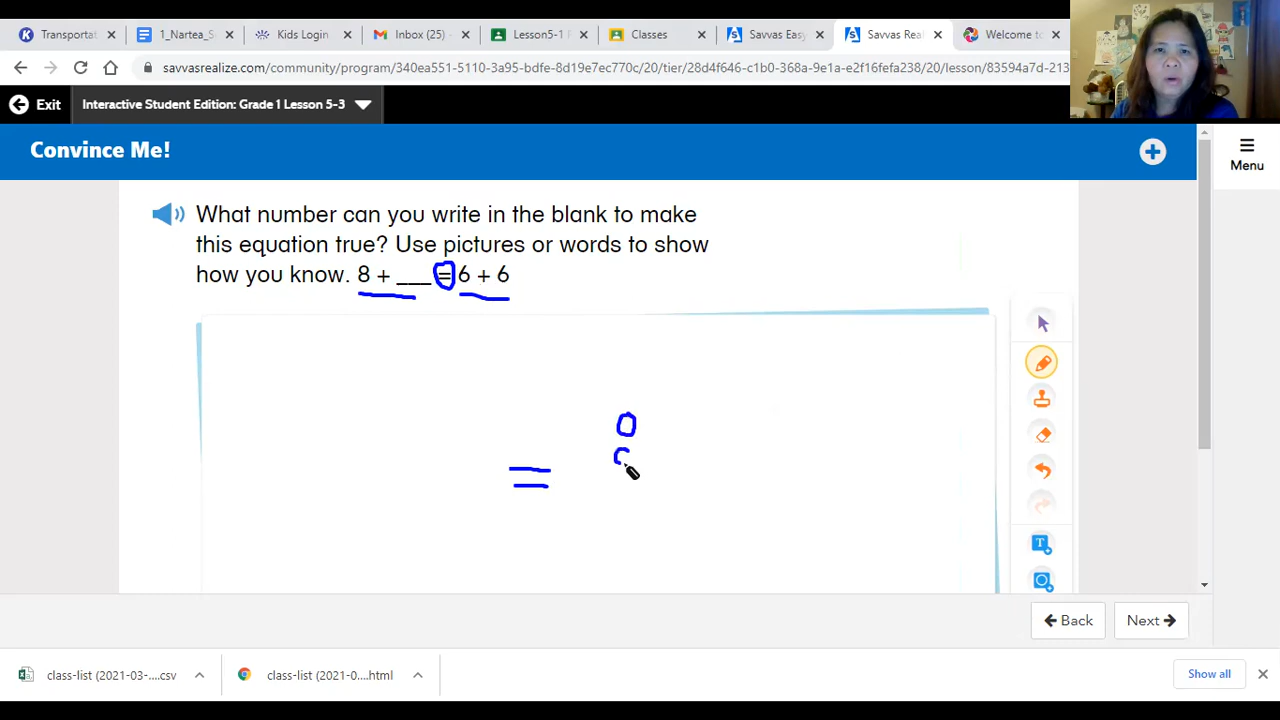 Transportat
1_Nartea_S
Kids Login
Inbox (25)
Lesson5-1
Classes
Savvas Easy
Savvas Real
Welcome to
savvasrealize.com/community/program/340ea551-5110-3a95-bdfe-8d19e7ec770c/20/tier/28d4f646-c1b0-368a-9e1a-e2f16fefa238/20/lesson/83594a7d-213
Exit
Interactive Student Edition: Grade 1 Lesson 5-3
Convince Me!
Menu
What number can you write in the blank to make
this equation true? Use pictures or words to show
how you know. 8 + ___ = 6 + 6
=
T
Back
Next
class-list (2021-03-....csv
class-list (2021-0....html
Show all